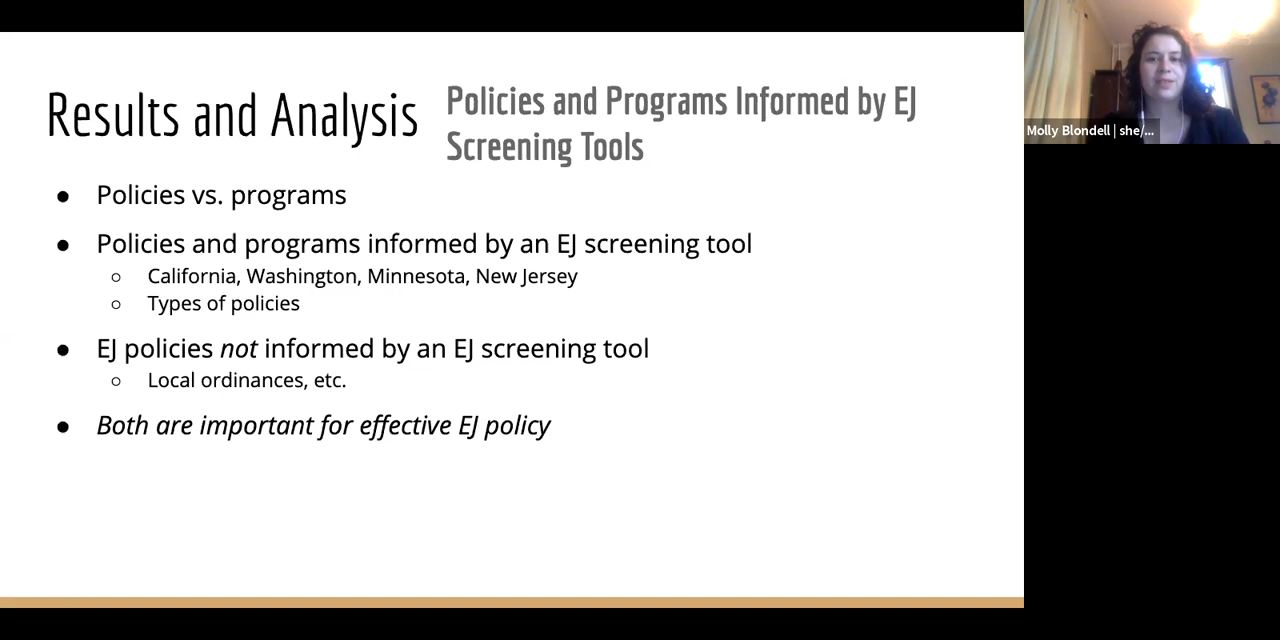 Results and Analysis
Policies and Programs Informed by EJ
Screening Tools
● Policies vs. programs
● Policies and programs informed by an EJ screening tool
○ California, Washington, Minnesota, New Jersey
○ Types of policies
● EJ policies not informed by an EJ screening tool
○ Local ordinances, etc.
● Both are important for effective EJ policy
Molly Blondell | she/...